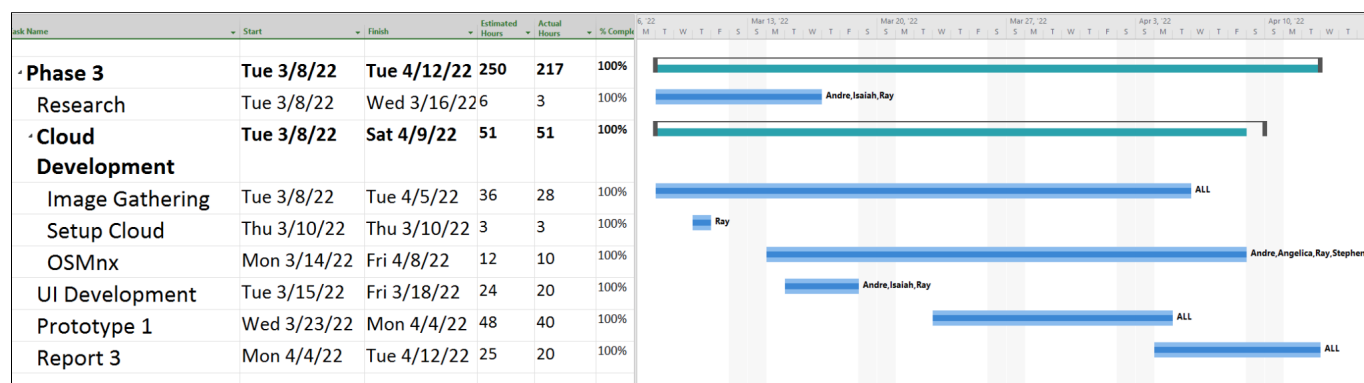 ask Name Start Finish Estimated Hours Actual Hours % Comple
6, '22 Mar 13, '22 Mar 20, '22 Mar 27, '22 Apr 3, '22 Apr 10, '22
M T W T F S S M T W T F S S M T W T F S S M T W T F S S M T W T F S S M T W T
Phase 3 Tue 3/8/22 Tue 4/12/22 250 217 100%
Research Tue 3/8/22 Wed 3/16/22 6 3 100% Andre,Isaiah,Ray
Cloud Development Tue 3/8/22 Sat 4/9/22 51 51 100%
Image Gathering Tue 3/8/22 Tue 4/5/22 36 28 100% ALL
Setup Cloud Thu 3/10/22 Thu 3/10/22 3 3 100% Ray
OSMnx Mon 3/14/22 Fri 4/8/22 12 10 100% Andre,Angelica,Ray,Stephen
UI Development Tue 3/15/22 Fri 3/18/22 24 20 100% Andre,Isaiah,Ray
Prototype 1 Wed 3/23/22 Mon 4/4/22 48 40 100% ALL
Report 3 Mon 4/4/22 Tue 4/12/22 25 20 100% ALL